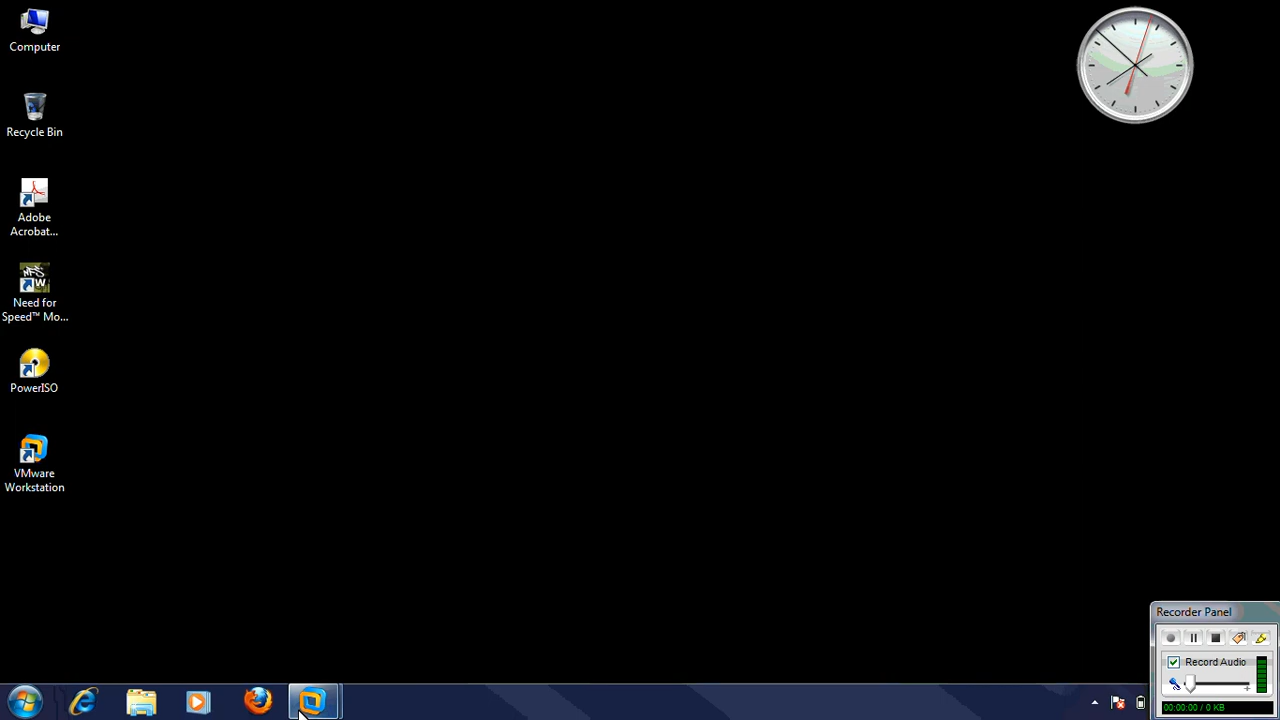 Computer
Recycle Bin
Adobe
Acrobat...
Need for
Speed™ Mo...
PowerISO
VMware
Workstation
Recorder Panel
Record Audio
00:00:00 / 0 KB